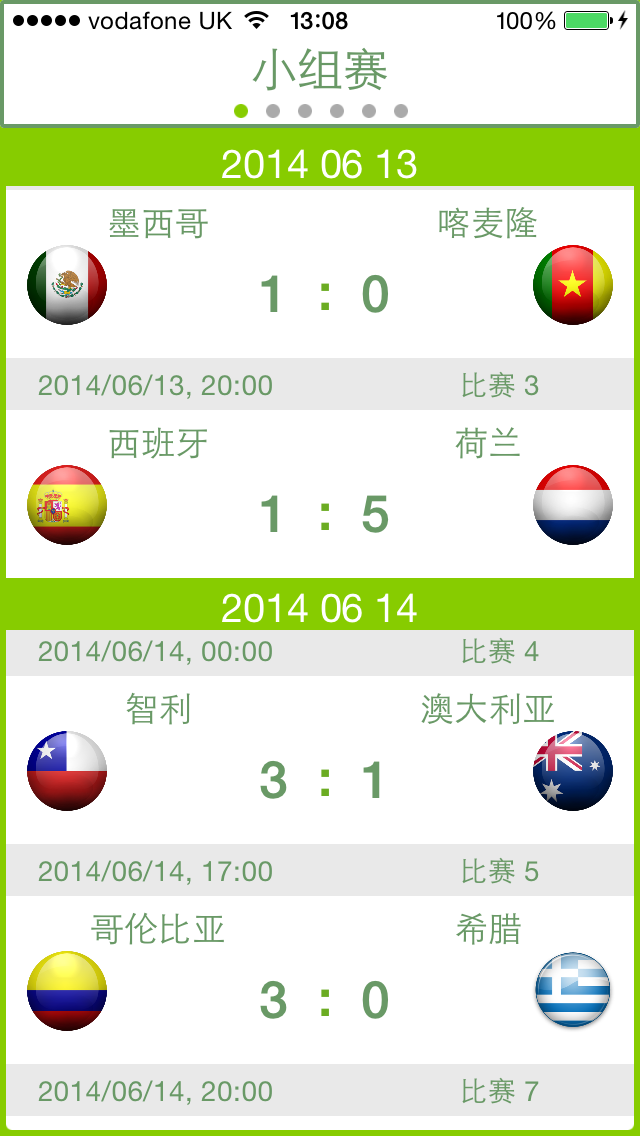 vodafone UK 13:08 100%
小组赛
2014 06 13
墨西哥 喀麦隆
1 : 0
2014/06/13, 20:00 比赛 3
西班牙 荷兰
1 : 5
2014 06 14
2014/06/14, 00:00 比赛 4
智利 澳大利亚
3 : 1
2014/06/14, 17:00 比赛 5
哥伦比亚 希腊
3 : 0
2014/06/14, 20:00 比赛 7